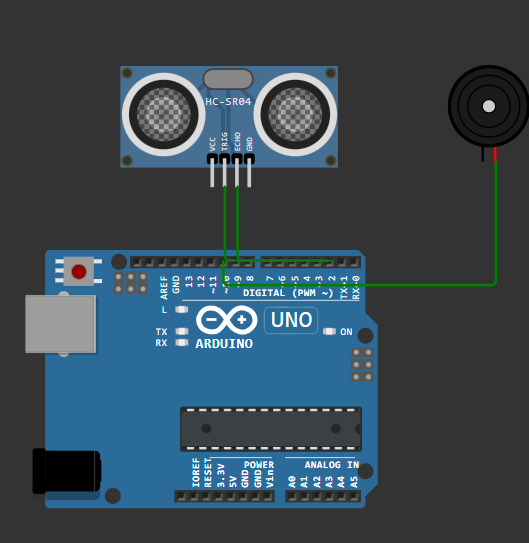 HC-SR04
VCC
TRIG
ECHO
GND
AREF
GND
13
12
~11
~10
~9
8
7
~6
~5
4
~3
2
TX→1
RX←0
DIGITAL (PWM ~)
L
UNO
TX
RX
ON
ARDUINO
IOREF
RESET
3.3V
5V
GND
GND
Vin
POWER
ANALOG IN
A0
A1
A2
A3
A4
A5